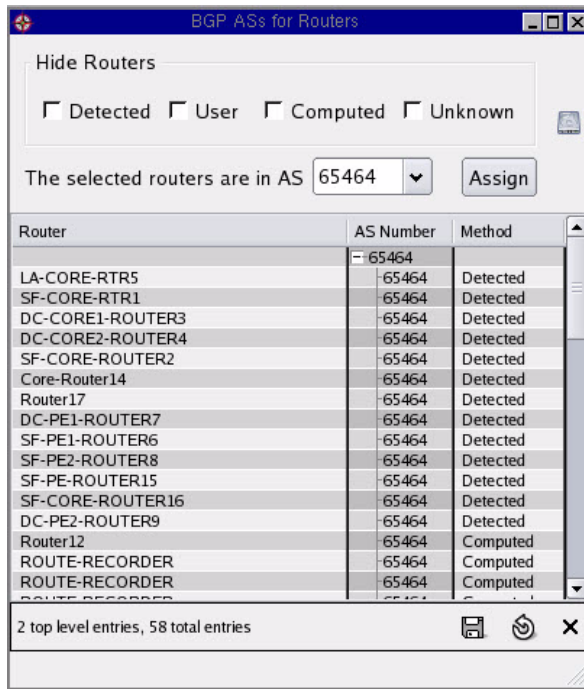 BGP ASs for Routers
Hide Routers
Detected User Computed Unknown
The selected routers are in AS 65464 Assign
Router AS Number Method
65464
LA-CORE-RTR5 65464 Detected
SF-CORE-RTR1 65464 Detected
DC-CORE1-ROUTER3 65464 Detected
DC-CORE2-ROUTER4 65464 Detected
SF-CORE-ROUTER2 65464 Detected
Core-Router14 65464 Detected
Router17 65464 Detected
DC-PE1-ROUTER7 65464 Detected
SF-PE1-ROUTER6 65464 Detected
SF-PE2-ROUTER8 65464 Detected
SF-PE-ROUTER15 65464 Detected
SF-CORE-ROUTER16 65464 Detected
DC-PE2-ROUTER9 65464 Detected
Router12 65464 Computed
ROUTE-RECORDER 65464 Computed
ROUTE-RECORDER 65464 Computed
2 top level entries, 58 total entries